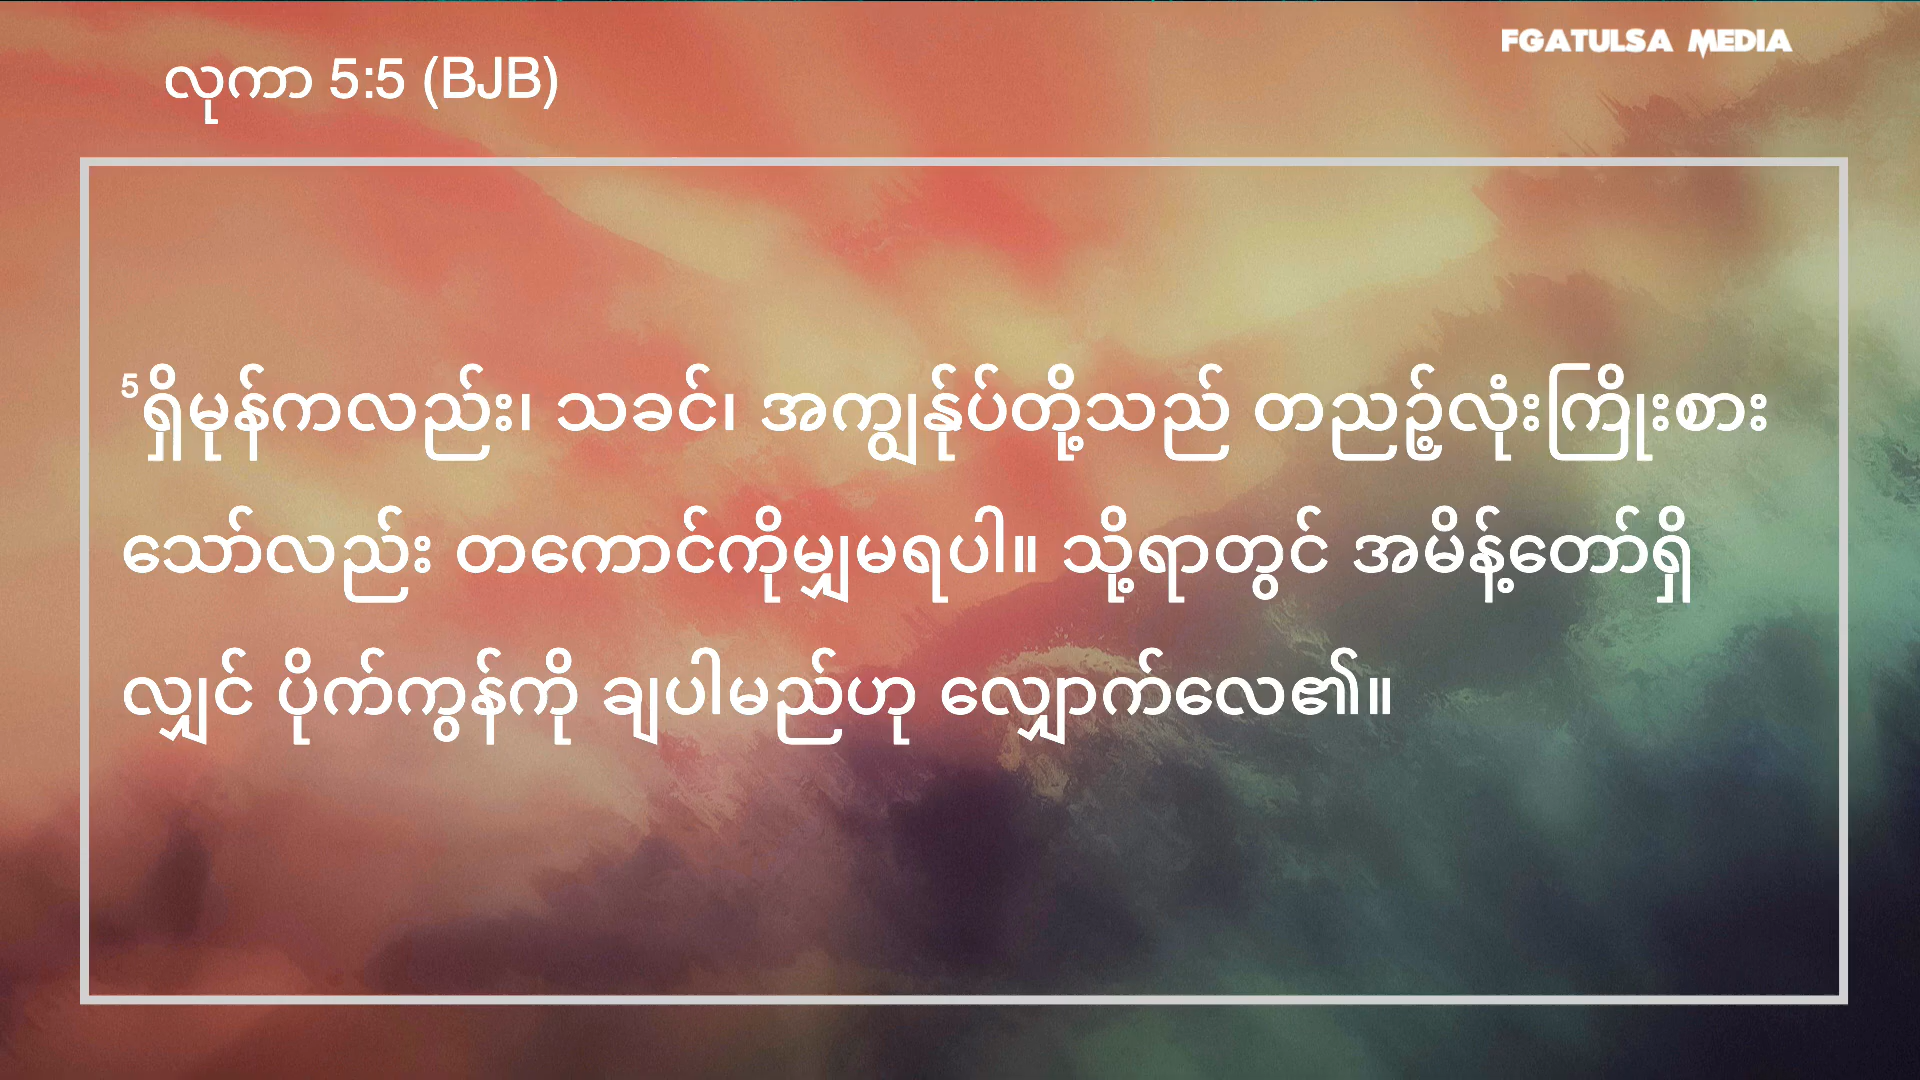 FGATULSA MEDIA
လုကာ 5:5 (BJB)
5ရှိမုန်ကလည်း၊ သခင်၊ အကျွန်ုပ်တို့သည် တညဉ့်လုံးကြိုးစား
သော်လည်း တကောင်ကိုမျှမရပါ။ သို့ရာတွင် အမိန့်တော်ရှိ
လျှင် ပိုက်ကွန်ကို ချပါမည်ဟု လျှောက်လေ၏။